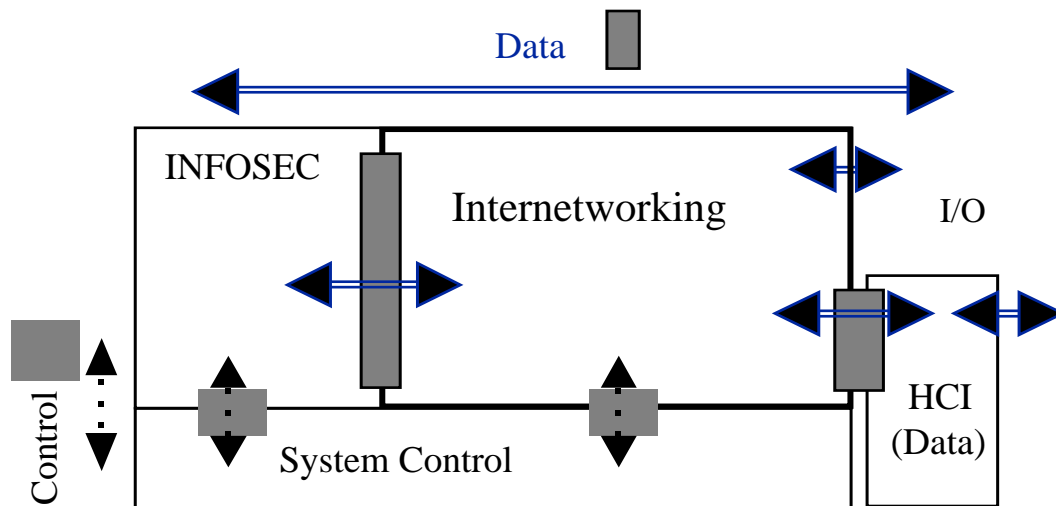 Data
INFOSEC
Internetworking
I/O
Control
HCI
(Data)
System Control